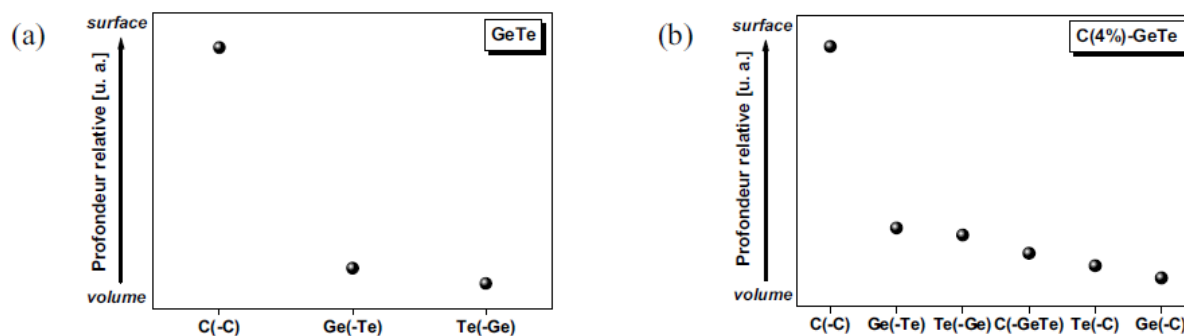 (a)
surface
Profondeur relative [u. a.]
volume
GeTe
C(-C) Ge(-Te) Te(-Ge)
(b)
surface
Profondeur relative [u. a.]
volume
C(4%)-GeTe
C(-C) Ge(-Te) Te(-Ge) C(-GeTe) Te(-C) Ge(-C)